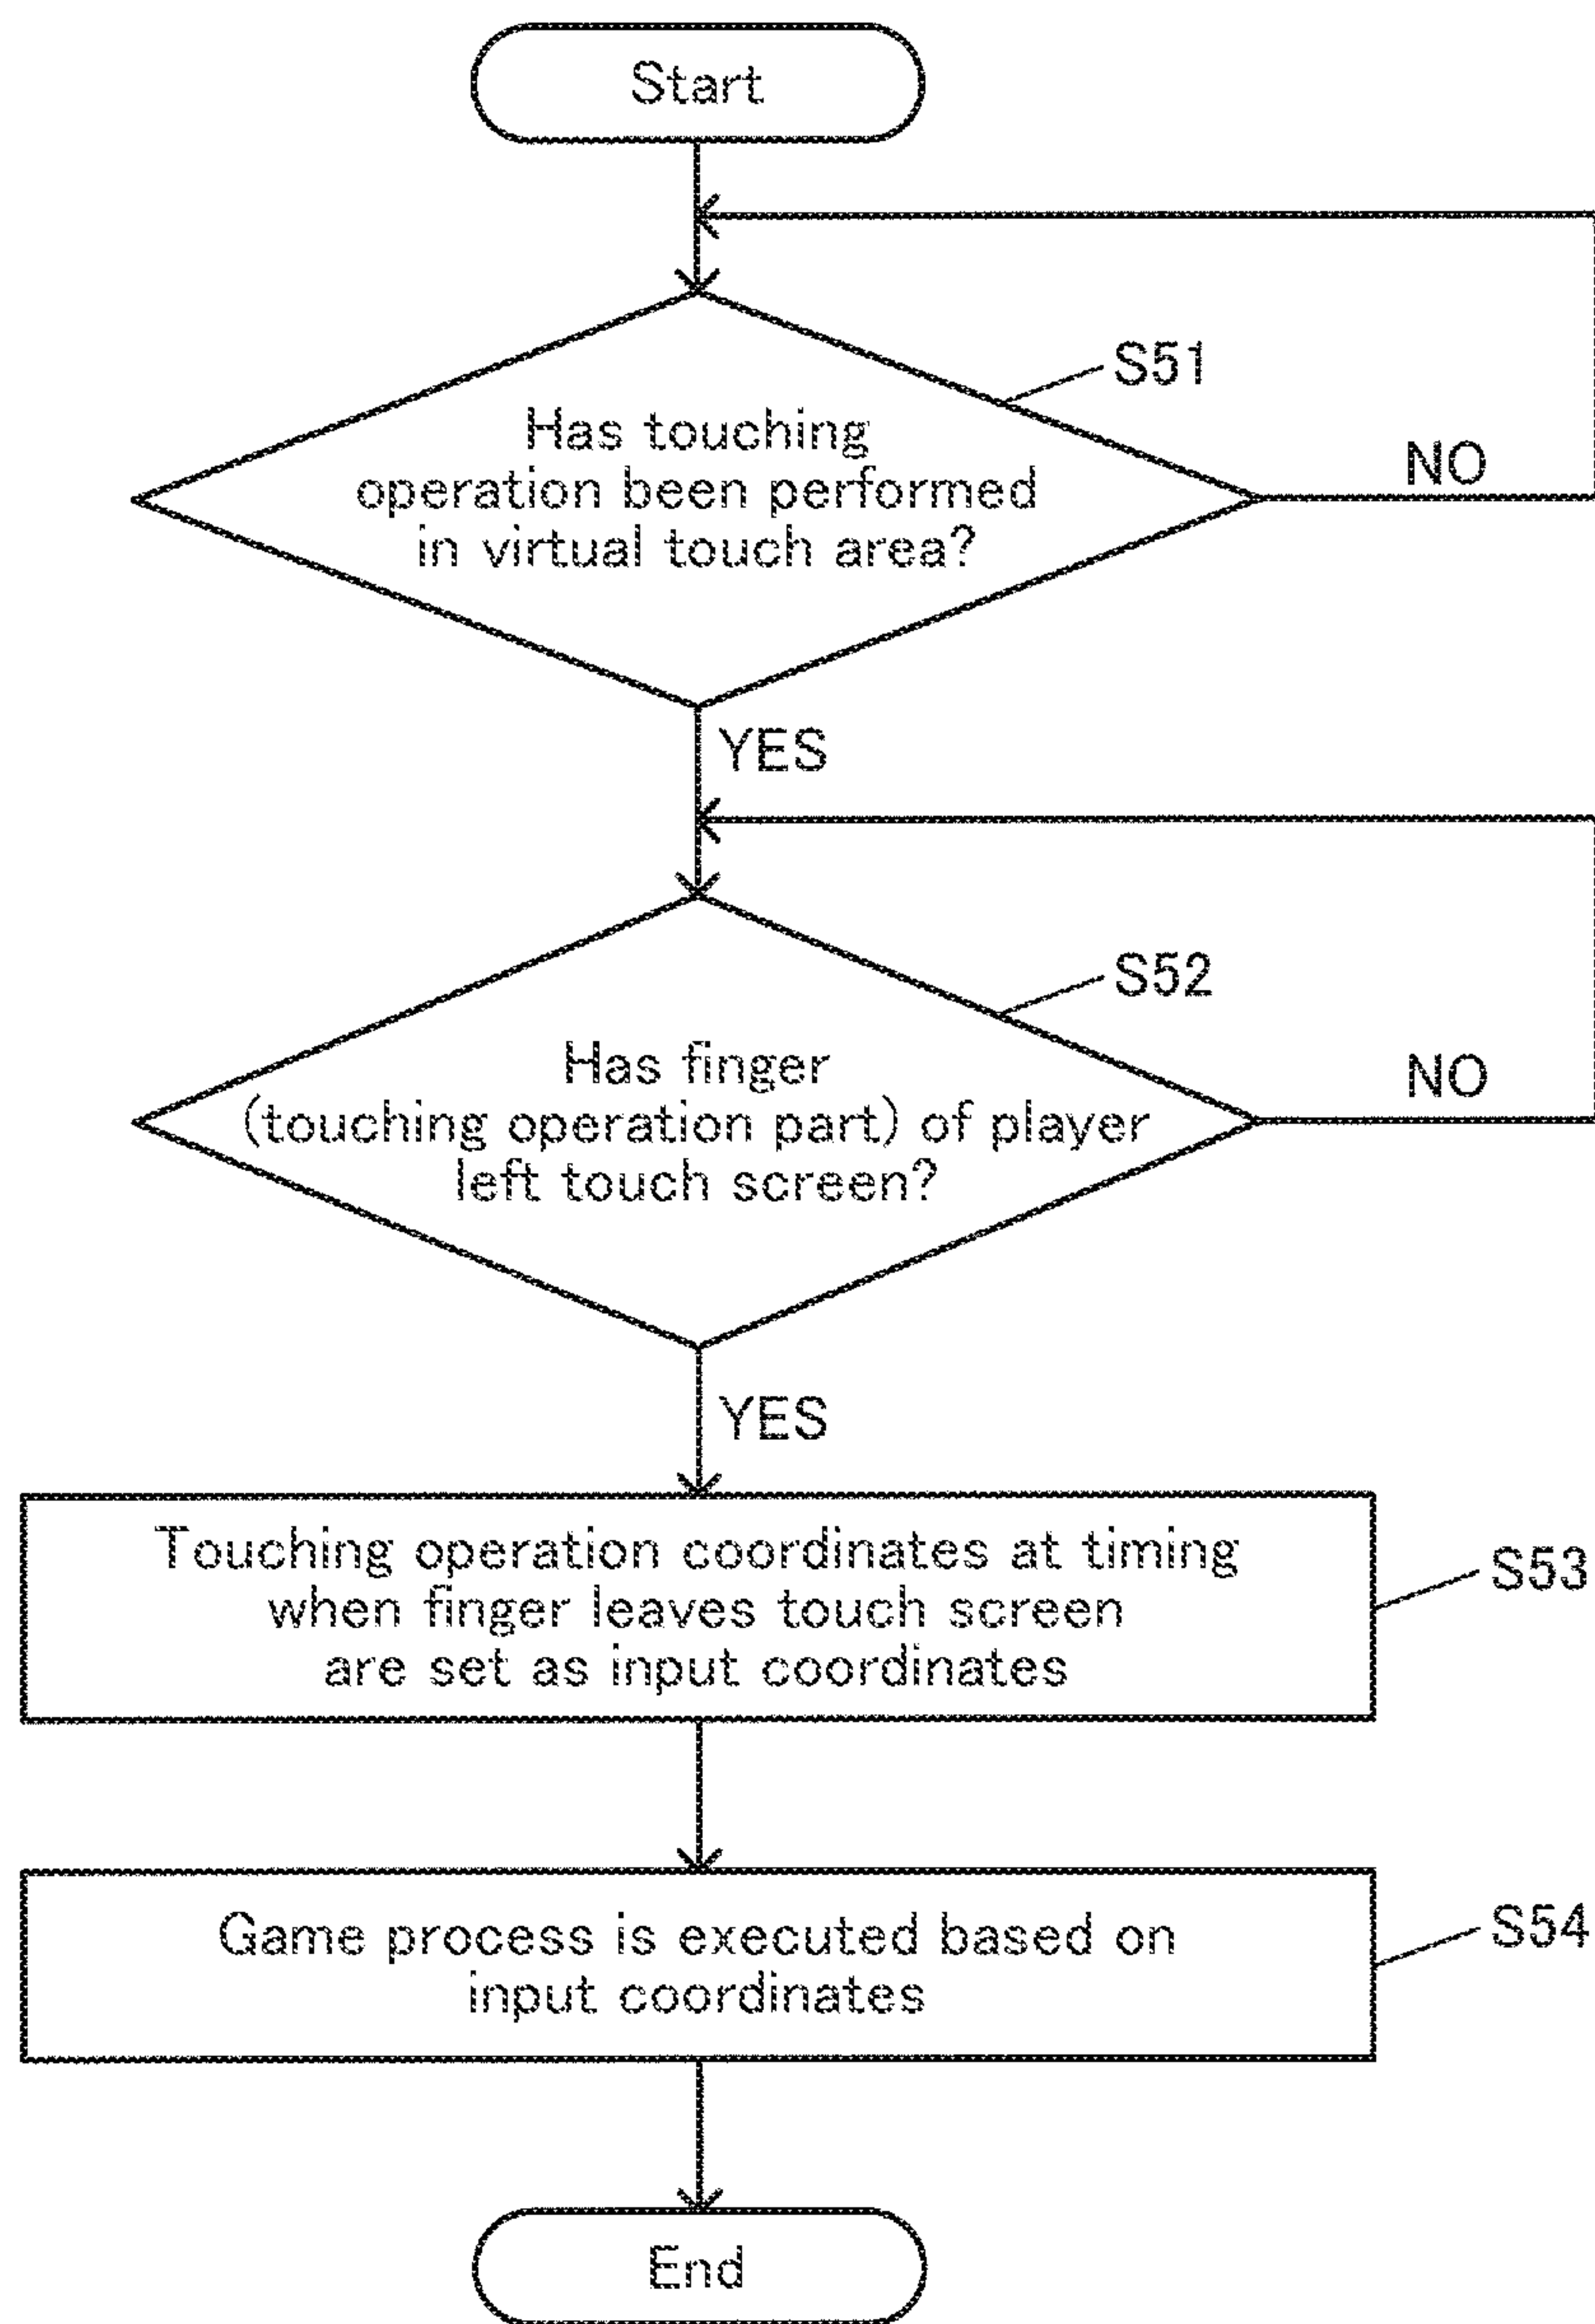 Start
S51
Has touching
operation been performed
in virtual touch area?
NO
YES
S52
Has finger
(touching operation part) of player
left touch screen?
NO
YES
Touching operation coordinates at timing
when finger leaves touch screen
are set as input coordinates
S53
Game process is executed based on
input coordinates
S54
End